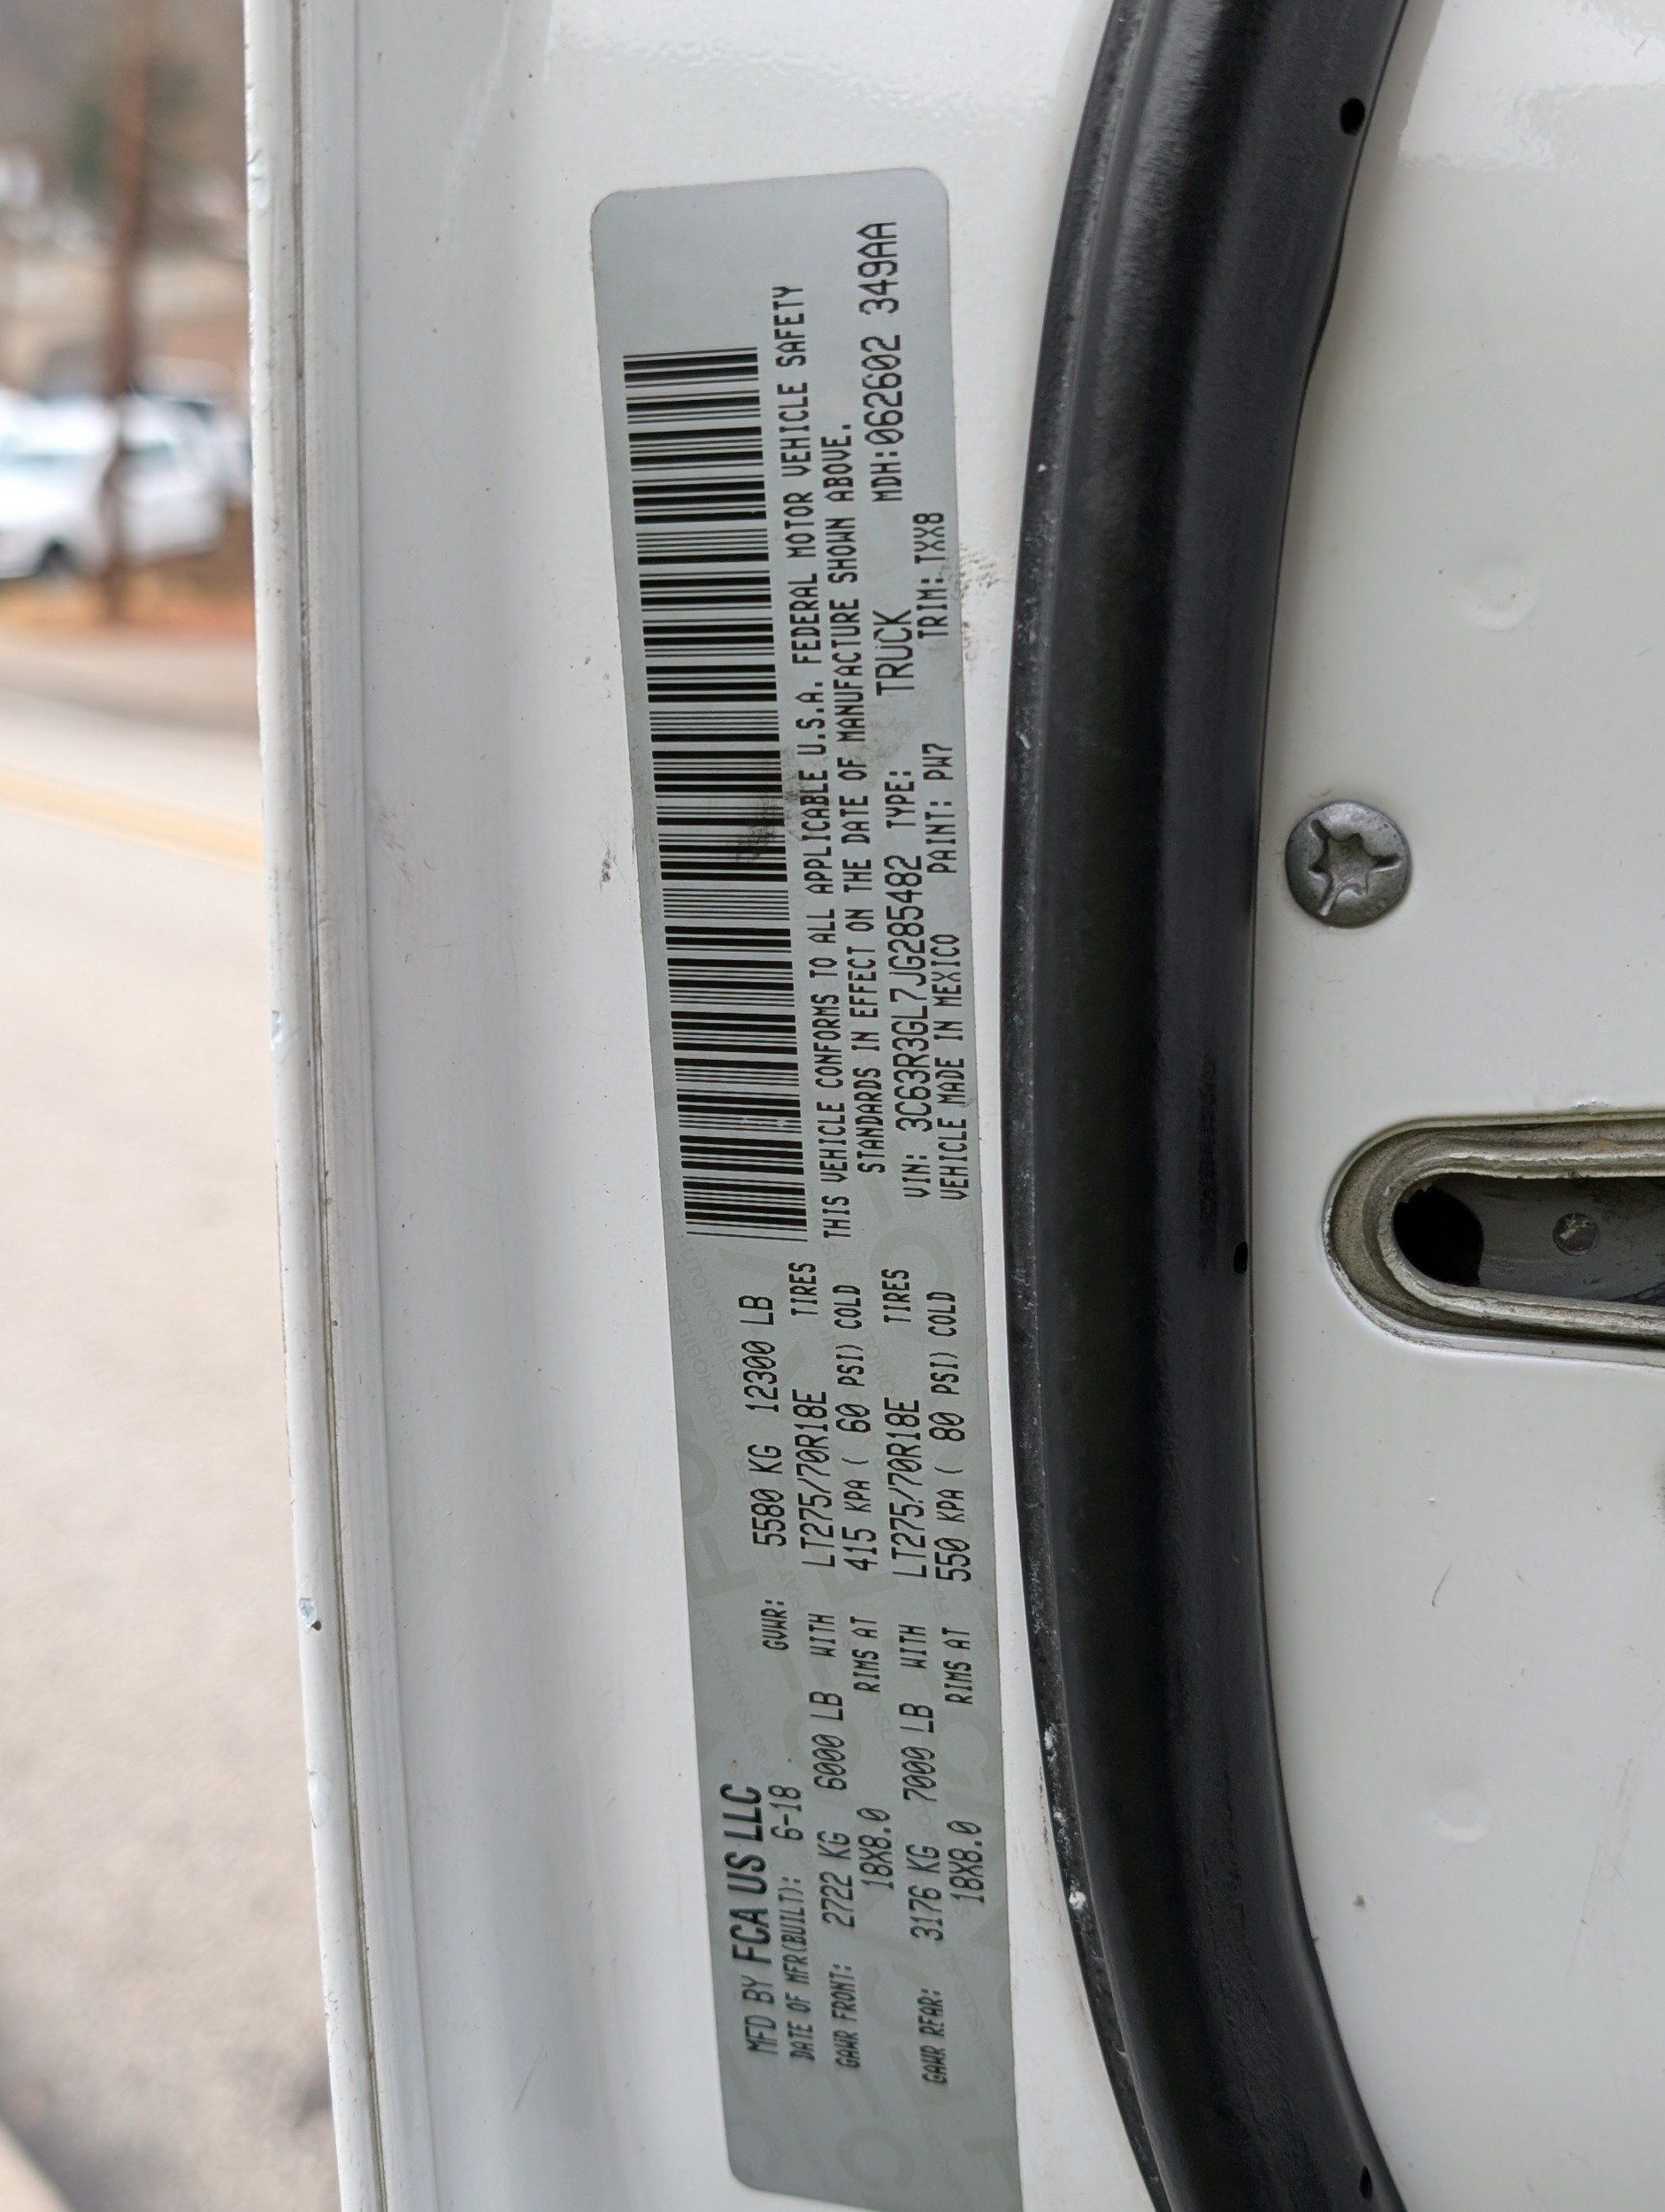 MFD BY FCA US LLC
DATE OF MFR(BUILT): 6-18 GVWR: 5580 KG 12300 LB
GAWR FRONT: 2722 KG 6000 LB WITH LT275/70R18E TIRES
18X8.0 RIMS AT 415 KPA ( 60 PSI) COLD
GAWR REAR: 3176 KG 7000 LB WITH LT275/70R18E TIRES
18X8.0 RIMS AT 550 KPA ( 80 PSI) COLD
THIS VEHICLE CONFORMS TO ALL APPLICABLE U.S.A. FEDERAL MOTOR VEHICLE SAFETY
STANDARDS IN EFFECT ON THE DATE OF MANUFACTURE SHOWN ABOVE.
VIN: 3C63R3GL7JG285482 TYPE: TRUCK MDH:062602 349AA
VEHICLE MADE IN MEXICO PAINT: PW7 TRIM: TXX8